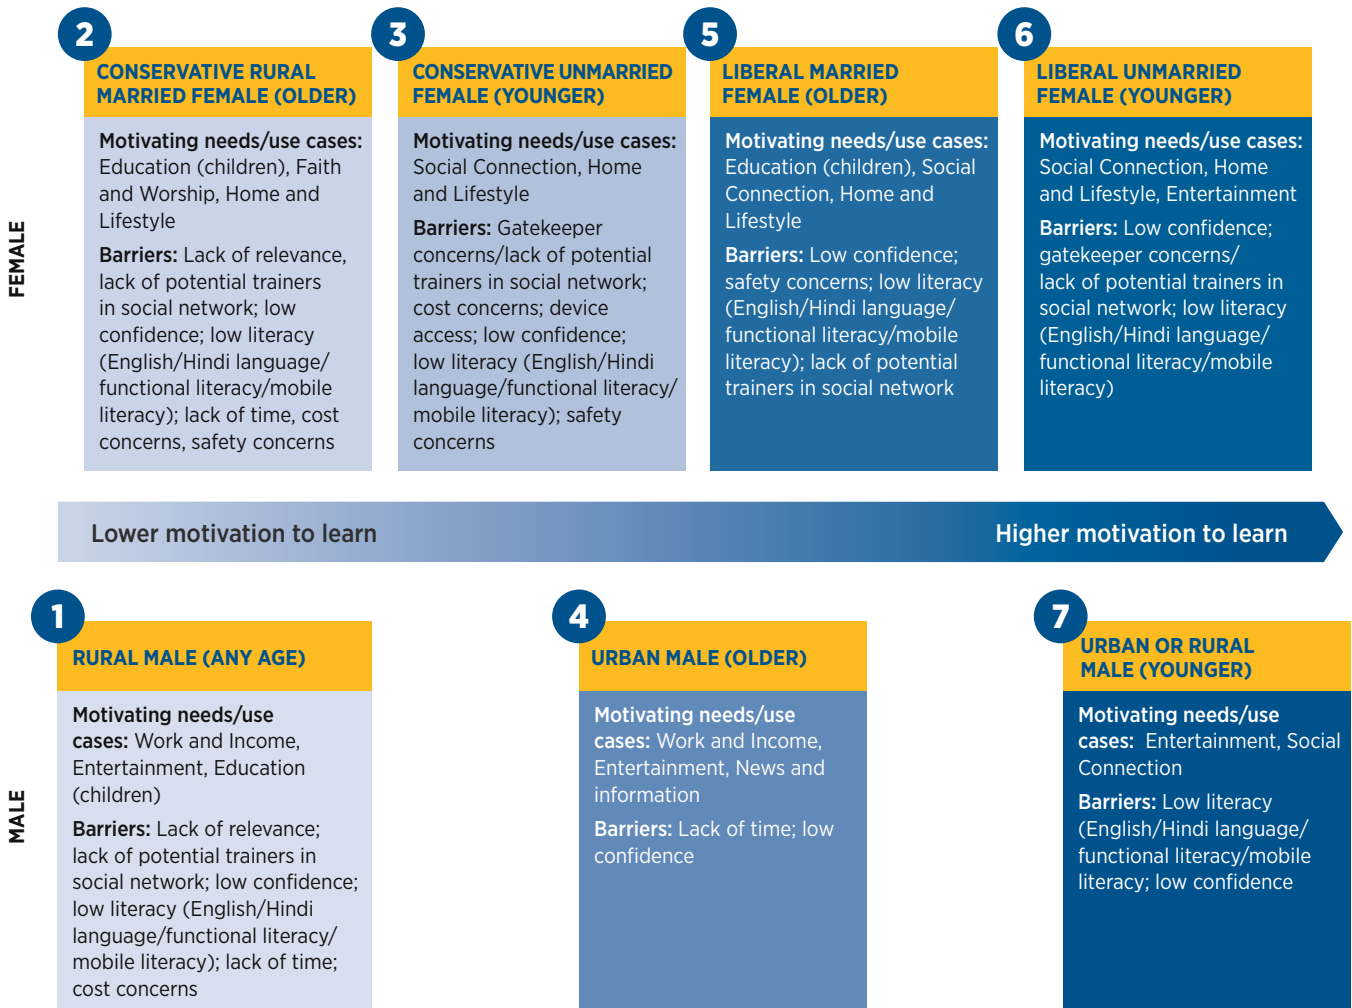 2
CONSERVATIVE RURAL
MARRIED FEMALE (OLDER)
Motivating needs/use cases:
Education (children), Faith
and Worship, Home and
Lifestyle
Barriers: Lack of relevance,
lack of potential trainers
in social network; low
confidence; low literacy
(English/Hindi language/
functional literacy/mobile
literacy); lack of time, cost
concerns, safety concerns
3
CONSERVATIVE UNMARRIED
FEMALE (YOUNGER)
Motivating needs/use cases:
Social Connection, Home
and Lifestyle
Barriers: Gatekeeper
concerns/lack of potential
trainers in social network;
cost concerns; device
access; low confidence;
low literacy (English/Hindi
language/functional literacy/
mobile literacy); safety
concerns
5
LIBERAL MARRIED
FEMALE (OLDER)
Motivating needs/use cases:
Education (children), Social
Connection, Home and
Lifestyle
Barriers: Low confidence;
safety concerns; low literacy
(English/Hindi language/
functional literacy/mobile
literacy); lack of potential
trainers in social network
6
LIBERAL UNMARRIED
FEMALE (YOUNGER)
Motivating needs/use cases:
Social Connection, Home
and Lifestyle, Entertainment
Barriers: Low confidence;
gatekeeper concerns/
lack of potential trainers in
social network; low literacy
(English/Hindi language/
functional literacy/mobile
literacy)
FEMALE
Lower motivation to learn
Higher motivation to learn
MALE
1
RURAL MALE (ANY AGE)
Motivating needs/use
cases: Work and Income,
Entertainment, Education
(children)
Barriers: Lack of relevance;
lack of potential trainers in
social network; low confidence;
low literacy (English/Hindi
language/functional literacy/
mobile literacy); lack of time;
cost concerns
4
URBAN MALE (OLDER)
Motivating needs/use
cases: Work and Income,
Entertainment, News and
information
Barriers: Lack of time; low
confidence
7
URBAN OR RURAL
MALE (YOUNGER)
Motivating needs/use
cases: Entertainment, Social
Connection
Barriers: Low literacy
(English/Hindi language/
functional literacy/mobile
literacy; low confidence